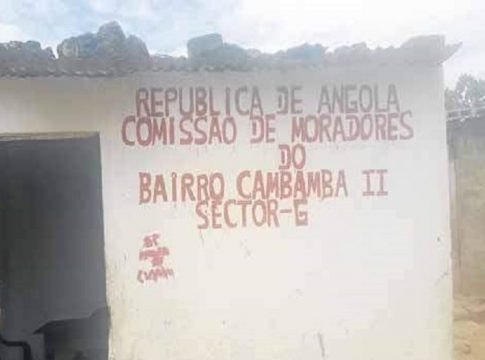 REPUBLICA DE ANGOLA
COMISSAO DE MORADORES
DO
BAIRRO CAMBAMBA II
SECTOR-G